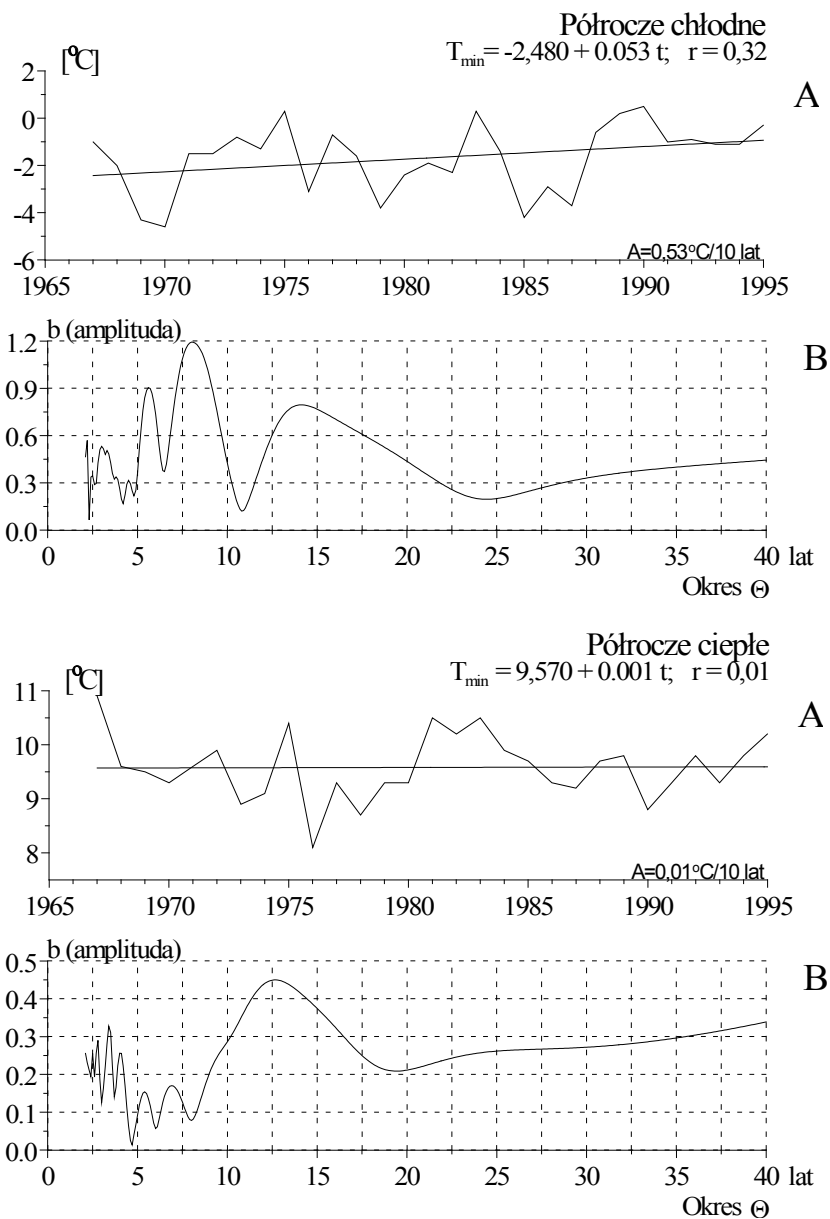 Półrocze chłodne
T_min = -2,480 + 0.053 t; r = 0,32
[°C]
A
2
0
-2
-4
-6
A=0,53°C/10 lat
1965 1970 1975 1980 1985 1990 1995
b (amplituda)
B
1.2
0.9
0.6
0.3
0.0
0 5 10 15 20 25 30 35 40 lat
Okres Θ
Półrocze ciepłe
T_min = 9,570 + 0.001 t; r = 0,01
[°C]
A
11
10
9
8
A=0,01°C/10 lat
1965 1970 1975 1980 1985 1990 1995
b (amplituda)
B
0.5
0.4
0.3
0.2
0.1
0.0
0 5 10 15 20 25 30 35 40 lat
Okres Θ